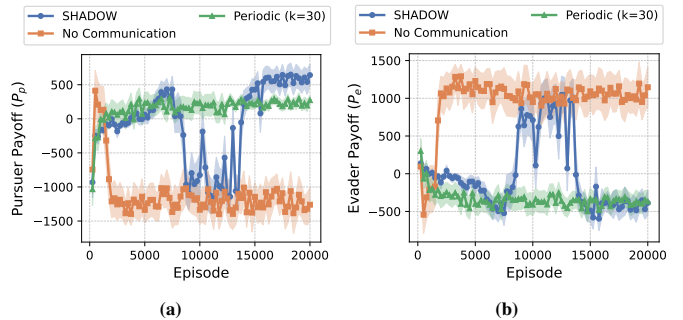 SHADOW
Periodic (k=30)
No Communication
500
0
−500
−1000
−1500
Pursuer Payoff (Pp)
0
5000
10000
15000
20000
Episode
(a)
SHADOW
Periodic (k=30)
No Communication
1500
1000
500
0
−500
Evader Payoff (Pe)
0
5000
10000
15000
20000
Episode
(b)